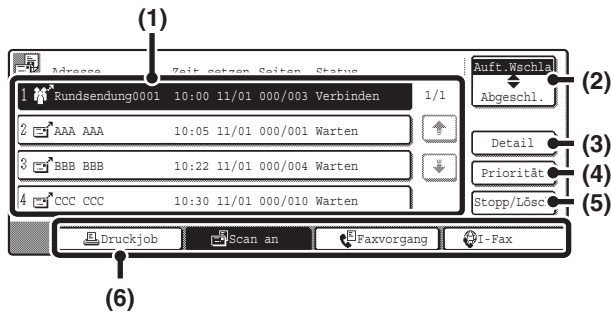 (1)
Adresse Zeit setzen Seiten Status
Auft.Wschla
Abgeschl.
(2)
1 Rundsendung0001 10:00 11/01 000/003 Verbinden
1/1
2 AAA AAA 10:05 11/01 000/001 Warten
Detail
(3)
3 BBB BBB 10:22 11/01 000/004 Warten
Priorität
(4)
4 CCC CCC 10:30 11/01 000/010 Warten
Stopp/Lösch
(5)
Druckjob Scan an Faxvorgang I-Fax
(6)